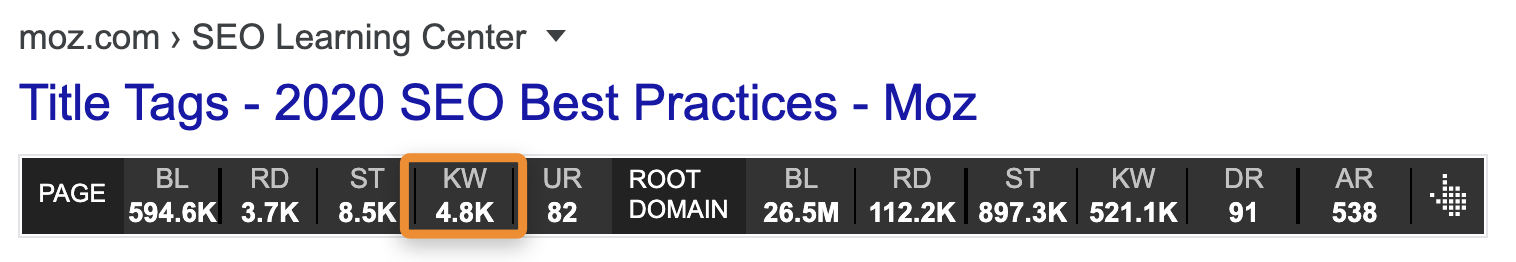 moz.com › SEO Learning Center
Title Tags - 2020 SEO Best Practices - Moz
PAGE BL RD ST KW UR ROOT DOMAIN BL RD ST KW DR AR
594.6K 3.7K 8.5K 4.8K 82 26.5M 112.2K 897.3K 521.1K 91 538